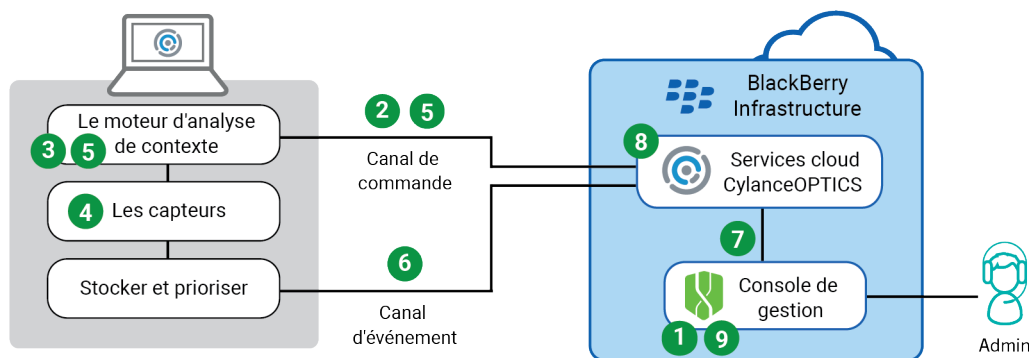 Le moteur d'analyse
de contexte
3 5
4 Les capteurs
Stocker et prioriser
2 5
Canal de
commande
6
Canal
d'événement
BlackBerry
Infrastructure
8
Services cloud
CylanceOPTICS
7
Console de
gestion
1 9
Admin